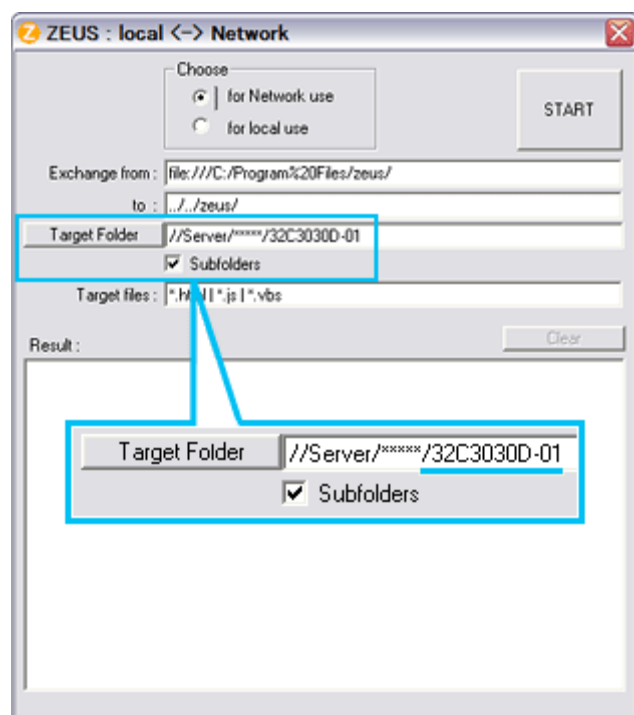 ZEUS : local <-> Network
Choose
for Network use
for local use
START
Exchange from : file:///C:/Program%20Files/zeus/
to : ../../zeus/
Target Folder //Server/*****/32C3030D-01
Subfolders
Target files : *.html | *.js | *.vbs
Result :
Clear
Target Folder //Server/*****/32C3030D-01
Subfolders